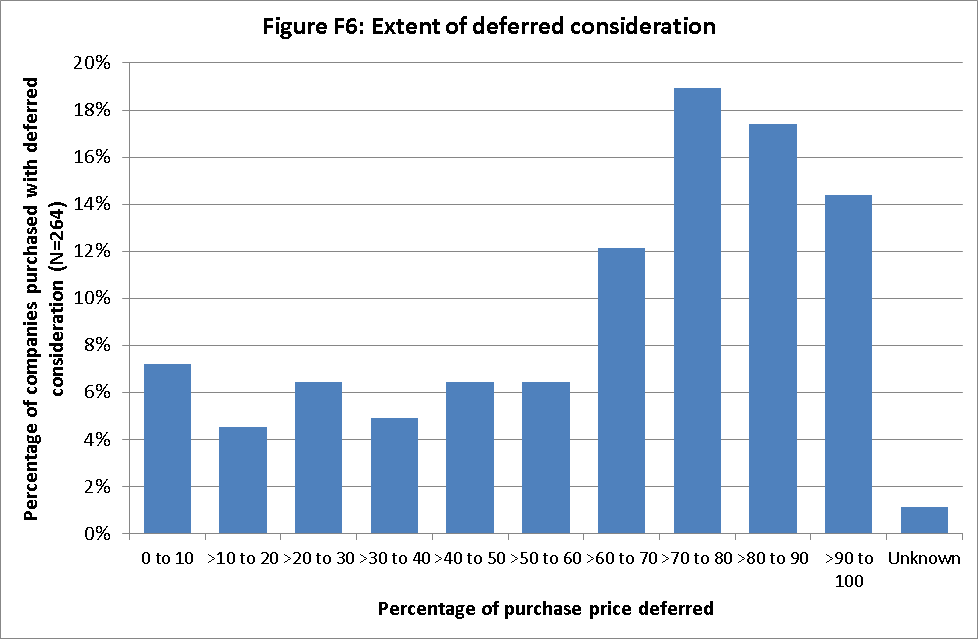 Figure F6: Extent of deferred consideration
Percentage of companies purchased with deferred
consideration (N=264)
20%
18%
16%
14%
12%
10%
8%
6%
4%
2%
0%
0 to 10 >10 to 20 >20 to 30 >30 to 40 >40 to 50 >50 to 60 >60 to 70 >70 to 80 >80 to 90 >90 to Unknown
100
Percentage of purchase price deferred